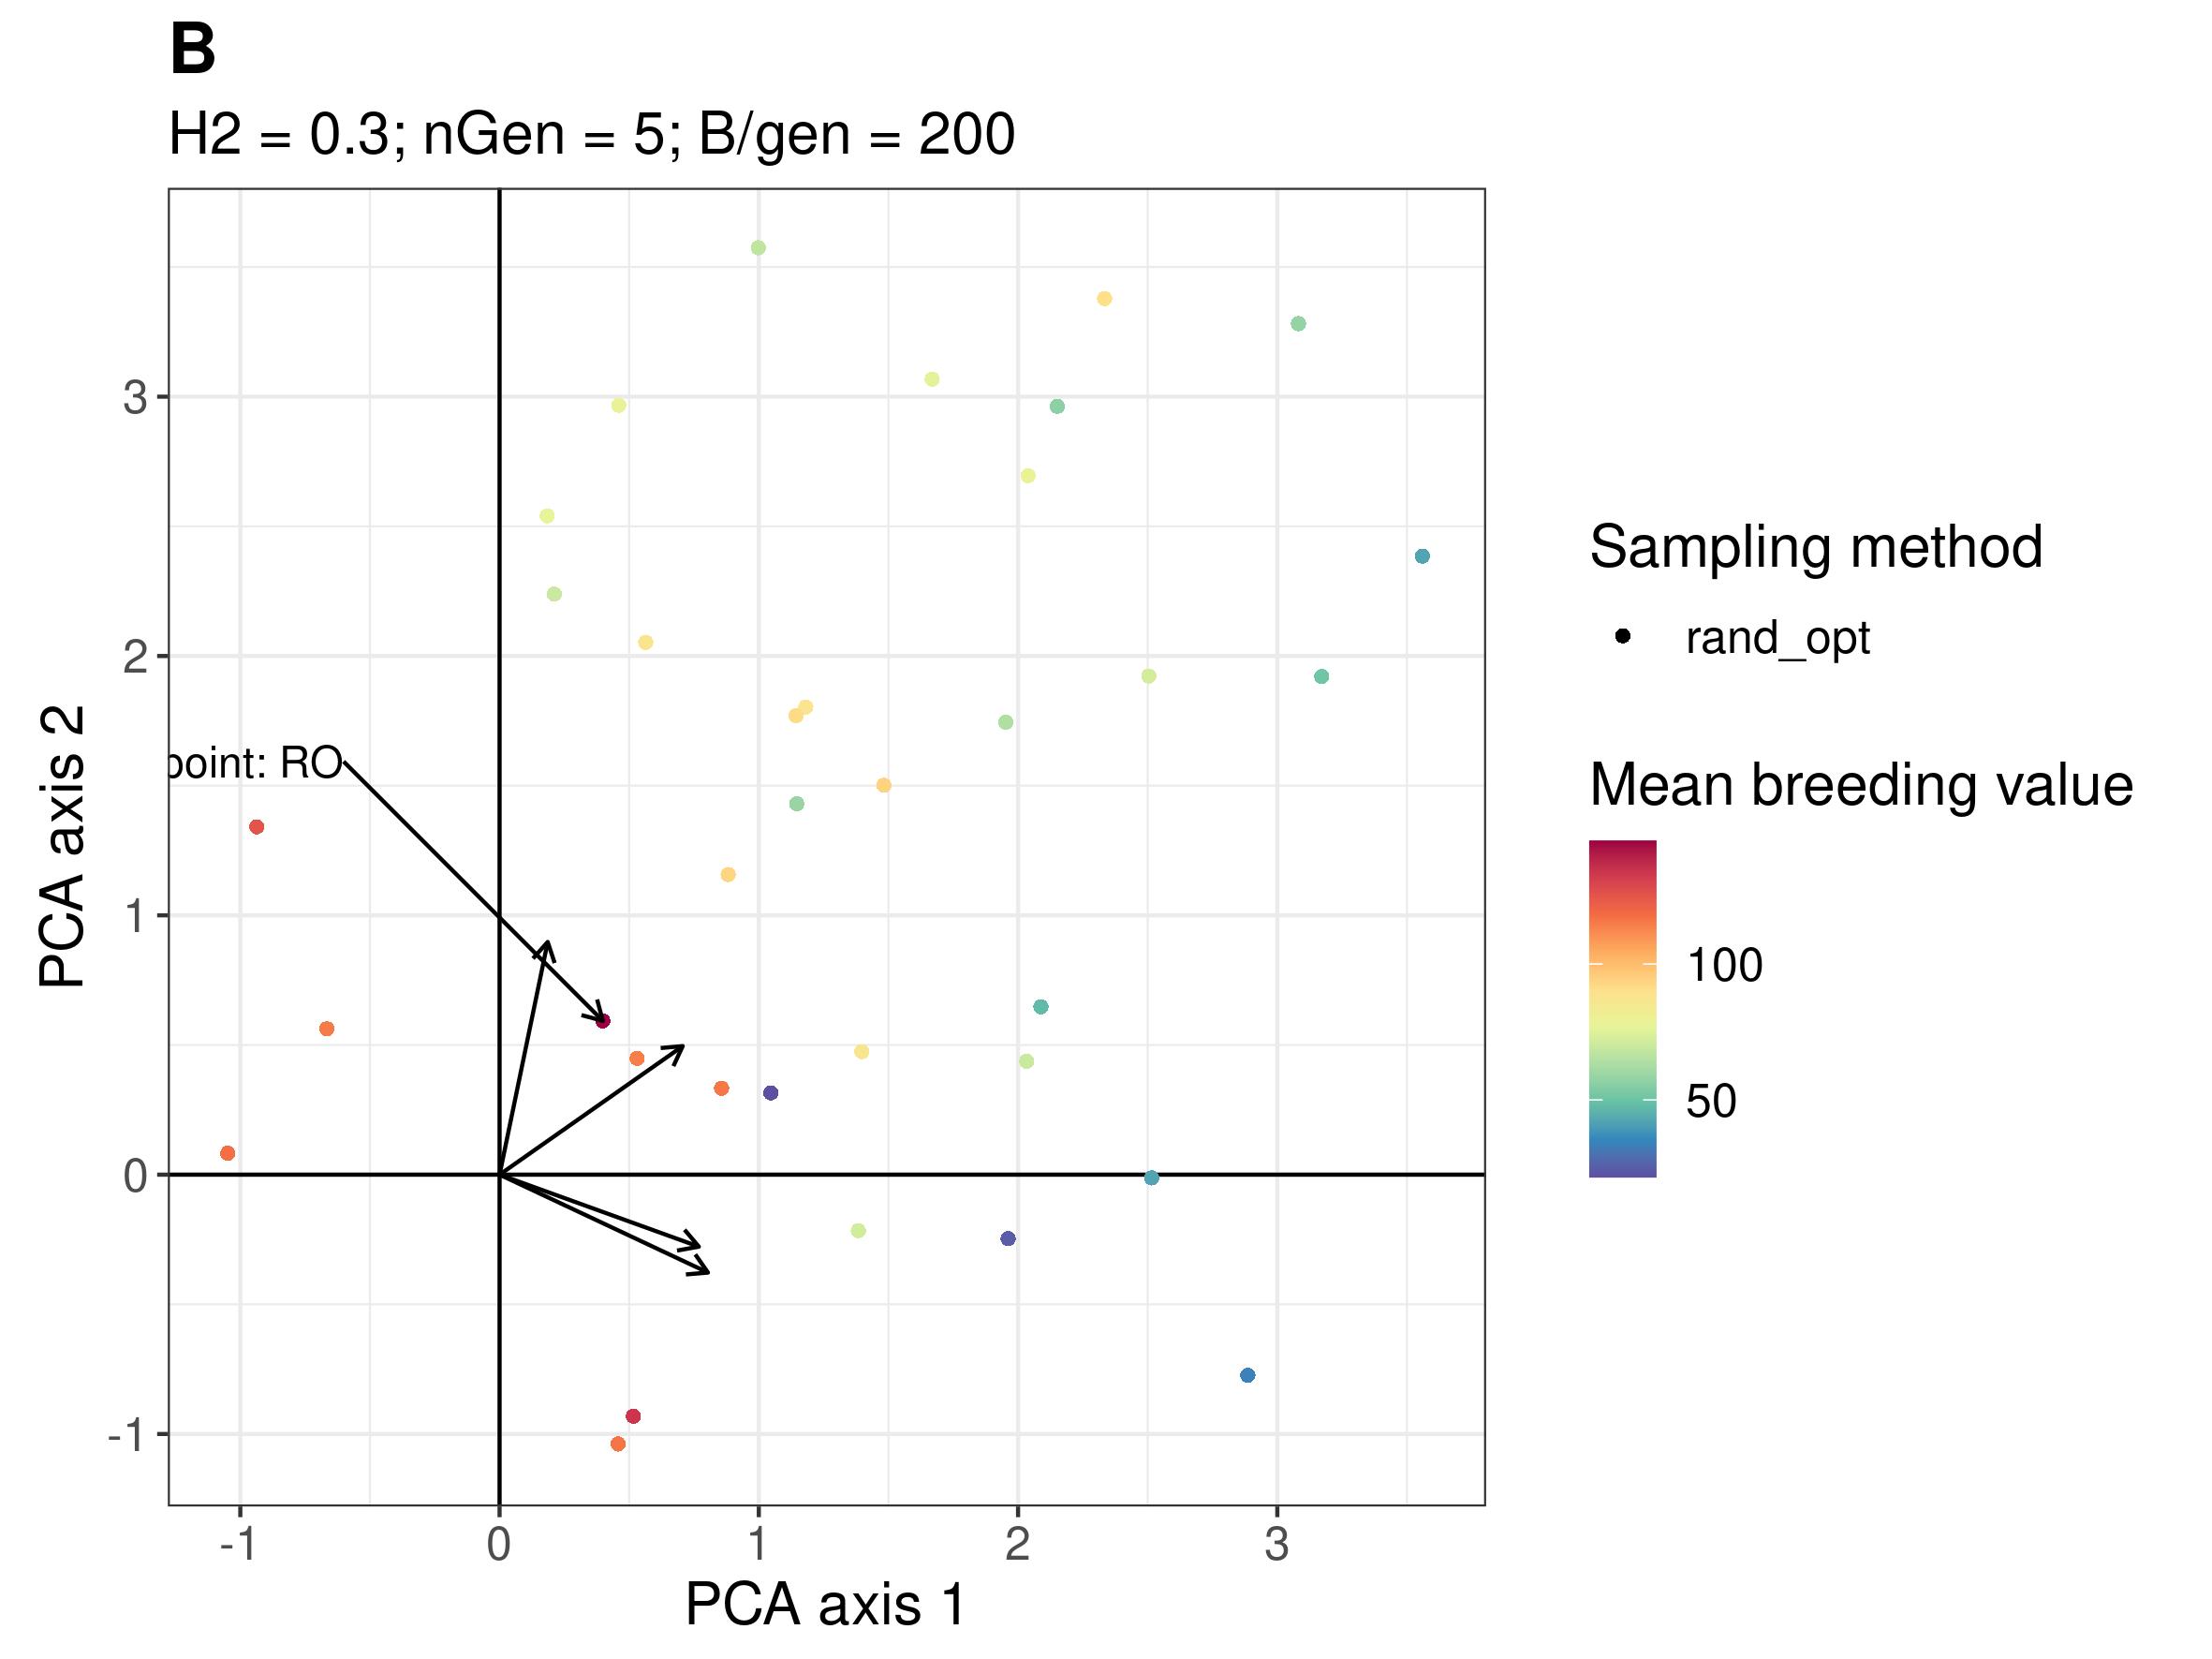 B
H2 = 0.3; nGen = 5; B/gen = 200
PCA axis 2
3
2
1
0
-1
point: RO
-1
0
1
2
3
PCA axis 1
Sampling method
rand_opt
Mean breeding value
100
50